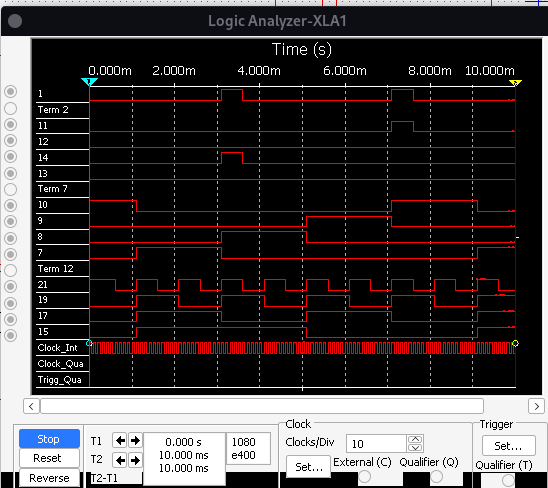 Logic Analyzer-XLA1
Time (s)
0.000m 2.000m 4.000m 6.000m 8.000m 10.000m
1
Term 2
11
12
14
13
Term 7
10
9
8
7
Term 12
21
19
17
15
Clock_Int
Clock_Qua
Trigg_Qua
Stop
Reset
Reverse
T1
T2
T2-T1
0.000 s
10.000 ms
10.000 ms
1080
e400
Clock
Clocks/Div 10
Set...
External (C)
Qualifier (Q)
Trigger
Set...
Qualifier (T)